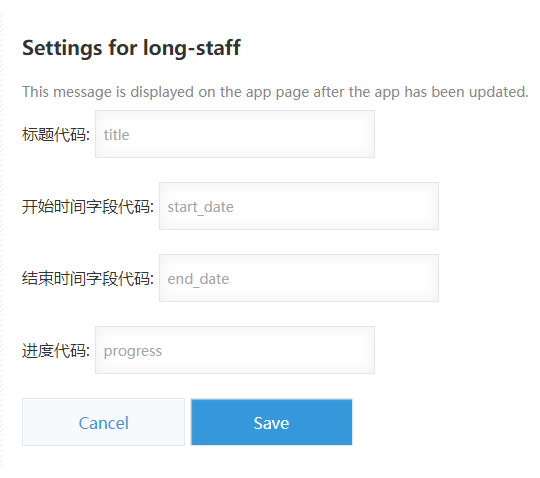 Settings for long-staff
This message is displayed on the app page after the app has been updated.
标题代码: title
开始时间字段代码: start_date
结束时间字段代码: end_date
进度代码: progress
Cancel Save